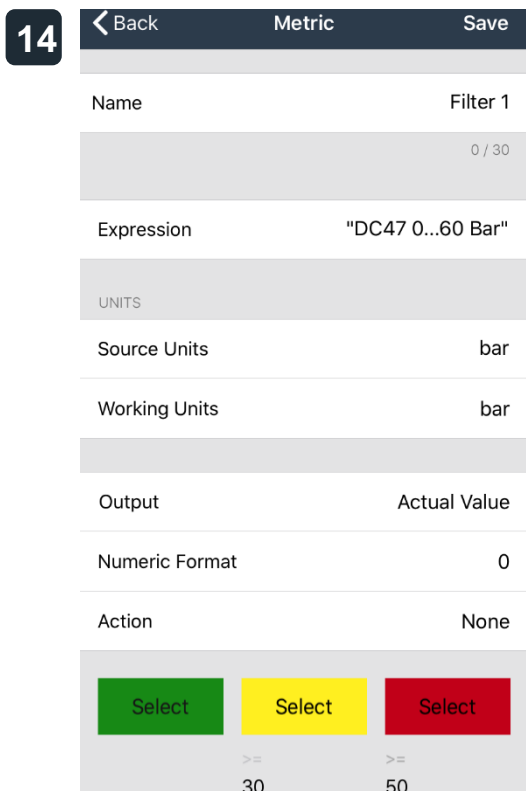 14
Back Metric Save
Name Filter 1
0 / 30
Expression "DC47 0...60 Bar"
UNITS
Source Units bar
Working Units bar
Output Actual Value
Numeric Format 0
Action None
Select Select Select
>= >=
30 50